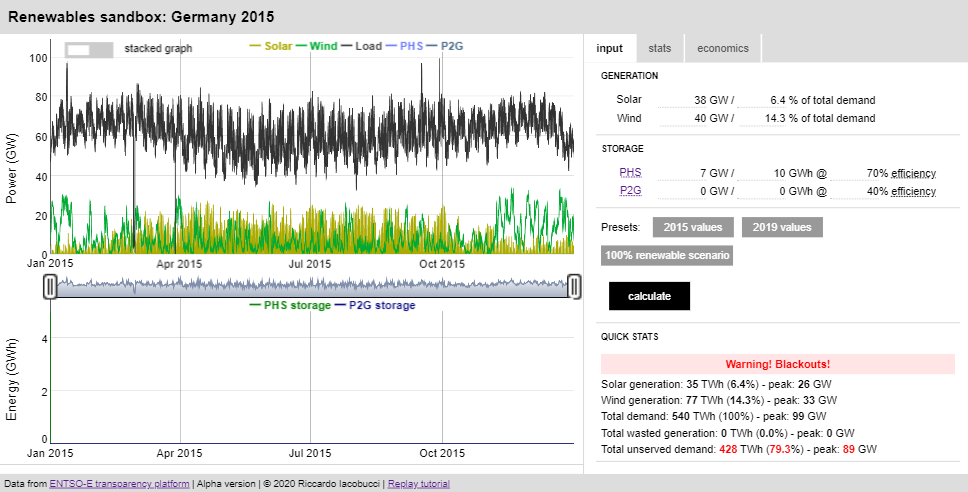 Renewables sandbox: Germany 2015
stacked graph
Solar Wind Load PHS P2G
Power (GW)
100
80
60
40
20
0
Jan 2015 Apr 2015 Jul 2015 Oct 2015
PHS storage P2G storage
Energy (GWh)
4
2
0
Jan 2015 Apr 2015 Jul 2015 Oct 2015
input stats economics
GENERATION
Solar 38 GW / 6.4 % of total demand
Wind 40 GW / 14.3 % of total demand
STORAGE
PHS 7 GW / 10 GWh @ 70% efficiency
P2G 0 GW / 0 GWh @ 40% efficiency
Presets: 2015 values 2019 values
100% renewable scenario
calculate
QUICK STATS
Warning! Blackouts!
Solar generation: 35 TWh (6.4%) - peak: 26 GW
Wind generation: 77 TWh (14.3%) - peak: 33 GW
Total demand: 540 TWh (100%) - peak: 99 GW
Total wasted generation: 0 TWh (0.0%) - peak: 0 GW
Total unserved demand: 428 TWh (79.3%) - peak: 89 GW
Data from ENTSO-E transparency platform | Alpha version | © 2020 Riccardo Iacobucci | Replay tutorial